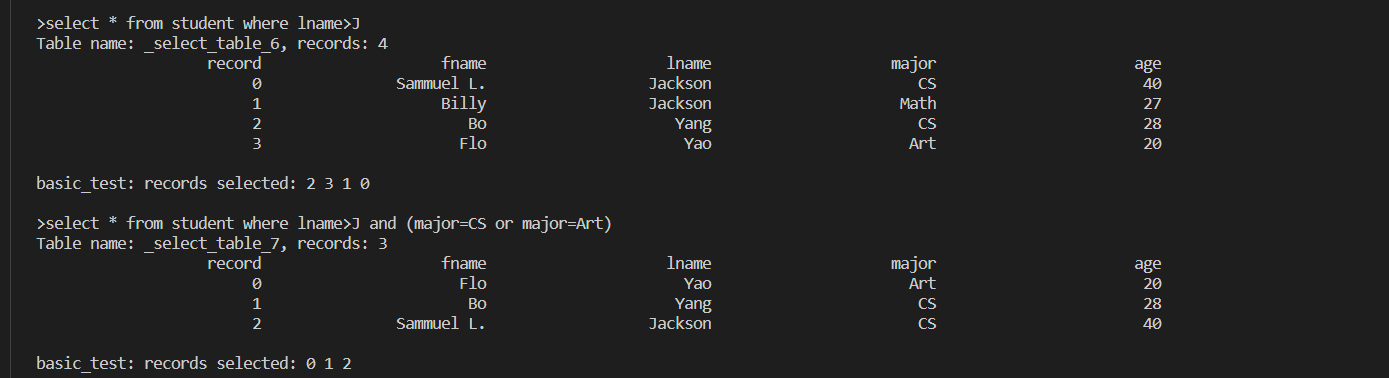 >select * from student where lname>J
Table name: _select_table_6, records: 4
record fname lname major age
0 Sammuel L. Jackson CS 40
1 Billy Jackson Math 27
2 Bo Yang CS 28
3 Flo Yao Art 20
basic_test: records selected: 2 3 1 0
>select * from student where lname>J and (major=CS or major=Art)
Table name: _select_table_7, records: 3
record fname lname major age
0 Flo Yao Art 20
1 Bo Yang CS 28
2 Sammuel L. Jackson CS 40
basic_test: records selected: 0 1 2